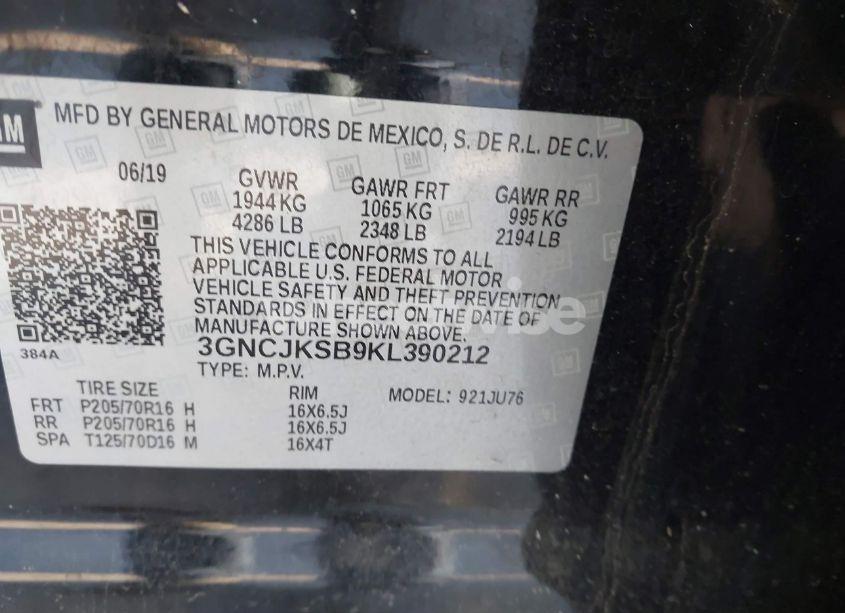 GM
MFD BY GENERAL MOTORS DE MEXICO, S. DE R.L. DE C.V.
06/19 GVWR GAWR FRT GAWR RR
1944 KG 1065 KG 995 KG
4286 LB 2348 LB 2194 LB
THIS VEHICLE CONFORMS TO ALL
APPLICABLE U.S. FEDERAL MOTOR
VEHICLE SAFETY AND THEFT PREVENTION
STANDARDS IN EFFECT ON THE DATE OF
MANUFACTURE SHOWN ABOVE.
384A
3GNCJKSB9KL390212
TYPE: M.P.V.
TIRE SIZE RIM MODEL: 921JU76
FRT P205/70R16 H 16X6.5J
RR P205/70R16 H 16X6.5J
SPA T125/70D16 M 16X4T